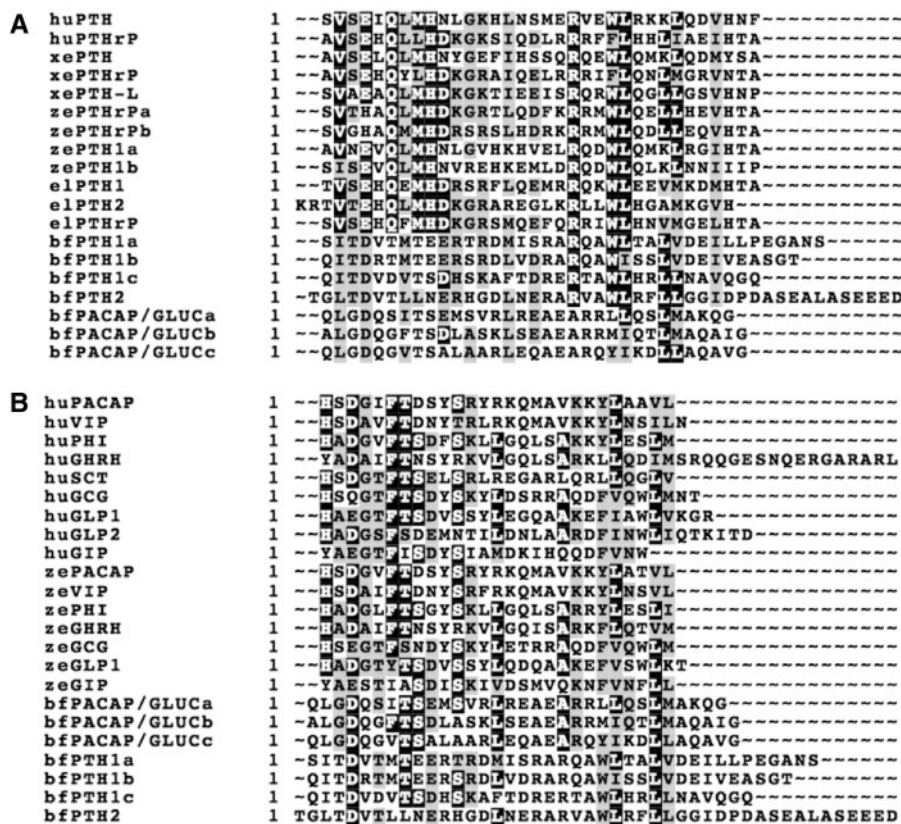 A
huPTH 1 ~~SVSEIQLMHNLGKHLNSMERVEWLRKKLQDVHNF~~~~~~~~~~~
huPTHrP 1 ~~AVSEHQLLHDKGKSIQDLRRRFFLHHLIAEIHTA~~~~~~~~~~~
xePTH 1 ~~SVSELQLMHNYGEFIHSSQRQEWLQMKLQDMYSA~~~~~~~~~~~
xePTHrP 1 ~~SVSEHQYLHDKGRAIQELRRRIFLQNLMGRVNTA~~~~~~~~~~~
xePTH-L 1 ~~SVAEAQLMHDKGKTIEEISRQRWLQGLLGSVHNP~~~~~~~~~~~
zePTHrPa 1 ~~SVTHAQLMHDKGRTLQDFKRRMWLQELLHEVHTA~~~~~~~~~~~
zePTHrPb 1 ~~SVGHAQMMHDRSRSLHDRKRRMWLQDLLEQVHTA~~~~~~~~~~~
zePTH1a 1 ~~AVNEVQLMHNLGVHKHVELRQDWLQMKLRGIHTA~~~~~~~~~~~
zePTH1b 1 ~~SISEVQLMHNVREHKEMLDRQDWLQLKLNNIIIP~~~~~~~~~~~
elPTH1 1 ~~TVSEHQEMHDRSRFLQEMRRQKWLEEVMKDMHTA~~~~~~~~~~~
elPTH2 1 KRTVTEHQLMHDKGRAREGLKRLLWLHGAMKGVH~~~~~~~~~~~~~
elPTHrP 1 ~~SVSEHQFMHDKGRSMQEFQRRIWLHNVMGELHTA~~~~~~~~~~~
bfPTH1a 1 ~~SITDVTMTEERTRDMISRARQAWLTALVDEILLPEGANS~~~~~~
bfPTH1b 1 ~~QITDRTMTEERSRDLVDRARQAWISSLVDEIVEASGT~~~~~~~~
bfPTH1c 1 ~~QITDVDVTSDHSKAFTDRERTAWLHRLLNAVQGQ~~~~~~~~~~~
bfPTH2 1 ~TGLTDVTLLNERHGDLNERARVAWLRFLLGGIDPDASEALASEEED
bfPACAP/GLUCa 1 ~~QLGDQSITSEMSVRLREAEARRLLQSLMAKQG~~~~~~~~~~~~~
bfPACAP/GLUCb 1 ~~ALGDQGFTSDLASKLSEAEARRMIQTLMAQAIG~~~~~~~~~~~~
bfPACAP/GLUCc 1 ~~QLGDQGVTSALAARLEQAEARQYIKDLLAQAVG~~~~~~~~~~~~
B
huPACAP 1 ~~HSDGIFTDSYSRYRKQMAVKKYLAAVL~~~~~~~~~~~~~~~~~
huVIP 1 ~~HSDAVFTDNYTRLRKQMAVKKYLNSILN~~~~~~~~~~~~~~~~
huPHI 1 ~~HADGVFTSDFSKLLGQLSAKKYLESLM~~~~~~~~~~~~~~~~~
huGHRH 1 ~~YADAIFTNSYRKVLGQLSARKLLQDIMSRQQGESNQERGARARL
huSCT 1 ~~HSDGTFTSELSRLREGARLQRLLQGLV~~~~~~~~~~~~~~~~~
huGCG 1 ~~HSQGTFTSDYSKYLDSRRAQDFVQWLMNT~~~~~~~~~~~~~~~
huGLP1 1 ~~HAEGTFTSDVSSYLEGQAAKEFIAWLVKGR~~~~~~~~~~~~~~
huGLP2 1 ~~HADGSFSDEMNTILDNLAARDFINWLIQTKITD~~~~~~~~~~~
huGIP 1 ~~YAEGTFISDYSIAMDKIHQQDFVNW~~~~~~~~~~~~~~~~~~~
zePACAP 1 ~~HSDGVFTDSYSRYRKQMAVKKYLATVL~~~~~~~~~~~~~~~~~
zeVIP 1 ~~HSDAIFTDNYSRFRKQMAVKKYLNSVL~~~~~~~~~~~~~~~~~
zePHI 1 ~~HADGLFTSGYSKLLGQLSARRYLESLI~~~~~~~~~~~~~~~~~
zeGHRH 1 ~~HADAIFTNSYRKVLGQISARKFLQTVM~~~~~~~~~~~~~~~~~
zeGCG 1 ~~HSEGTFSNDYSKYLETRRAQDFVQWLM~~~~~~~~~~~~~~~~~
zeGLP1 1 ~~HADGTYTSDVSSYLQDQAAKEFVSWLKT~~~~~~~~~~~~~~~~
zeGIP 1 ~~YAESTIASDISKIVDSMVQKNFVNFLL~~~~~~~~~~~~~~~~~
bfPACAP/GLUCa 1 ~QLGDQSITSEMSVRLREAEARRLLQSLMAKQG~~~~~~~~~~~~~
bfPACAP/GLUCb 1 ~ALGDQGFTSDLASKLSEAEARRMIQTLMAQAIG~~~~~~~~~~~~
bfPACAP/GLUCc 1 ~QLGDQGVTSALAARLEQAEARQYIKDLLAQAVG~~~~~~~~~~~~
bfPTH1a 1 ~SITDVTMTEERTRDMISRARQAWLTALVDEILLPEGANS~~~~~~
bfPTH1b 1 ~QITDRTMTEERSRDLVDRARQAWISSLVDEIVEASGT~~~~~~~~
bfPTH1c 1 ~QITDVDVTSDHSKAFTDRERTAWLHRLLNAVQGQ~~~~~~~~~~~
bfPTH2 1 TGLTDVTLLNERHGDLNERARVAWLRFLLGGIDPDASEALASEEED